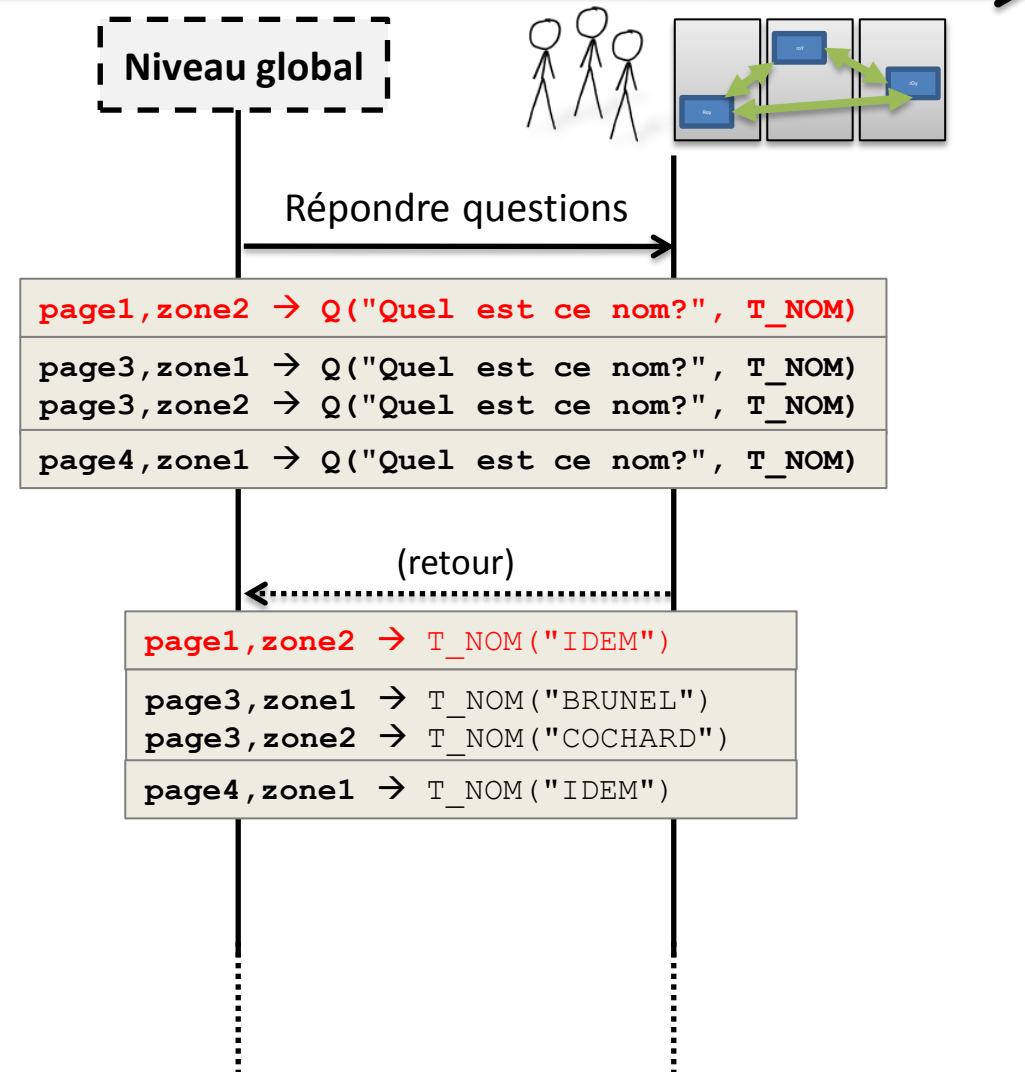 Niveau global
Répondre questions
page1,zone2 → Q("Quel est ce nom?", T_NOM)
page3,zone1 → Q("Quel est ce nom?", T_NOM)
page3,zone2 → Q("Quel est ce nom?", T_NOM)
page4,zone1 → Q("Quel est ce nom?", T_NOM)
(retour)
page1,zone2 → T_NOM("IDEM")
page3,zone1 → T_NOM("BRUNEL")
page3,zone2 → T_NOM("COCHARD")
page4,zone1 → T_NOM("IDEM")